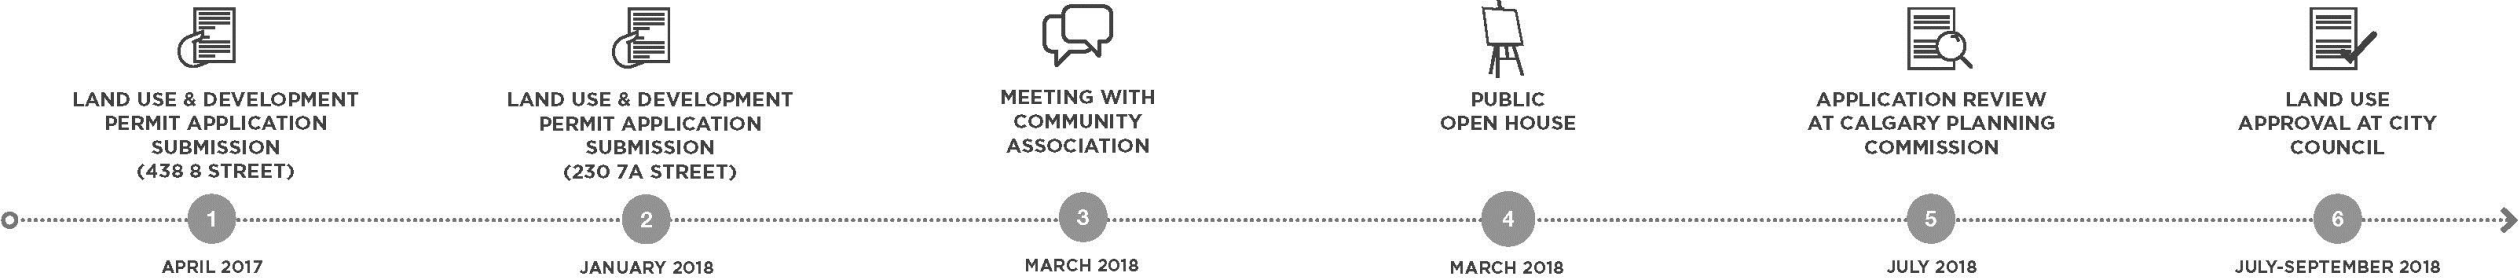 LAND USE & DEVELOPMENT
PERMIT APPLICATION
SUBMISSION
(438 8 STREET)
1
APRIL 2017
LAND USE & DEVELOPMENT
PERMIT APPLICATION
SUBMISSION
(230 7A STREET)
2
JANUARY 2018
MEETING WITH
COMMUNITY
ASSOCIATION
3
MARCH 2018
PUBLIC
OPEN HOUSE
4
MARCH 2018
APPLICATION REVIEW
AT CALGARY PLANNING
COMMISSION
5
JULY 2018
LAND USE
APPROVAL AT CITY
COUNCIL
6
JULY-SEPTEMBER 2018